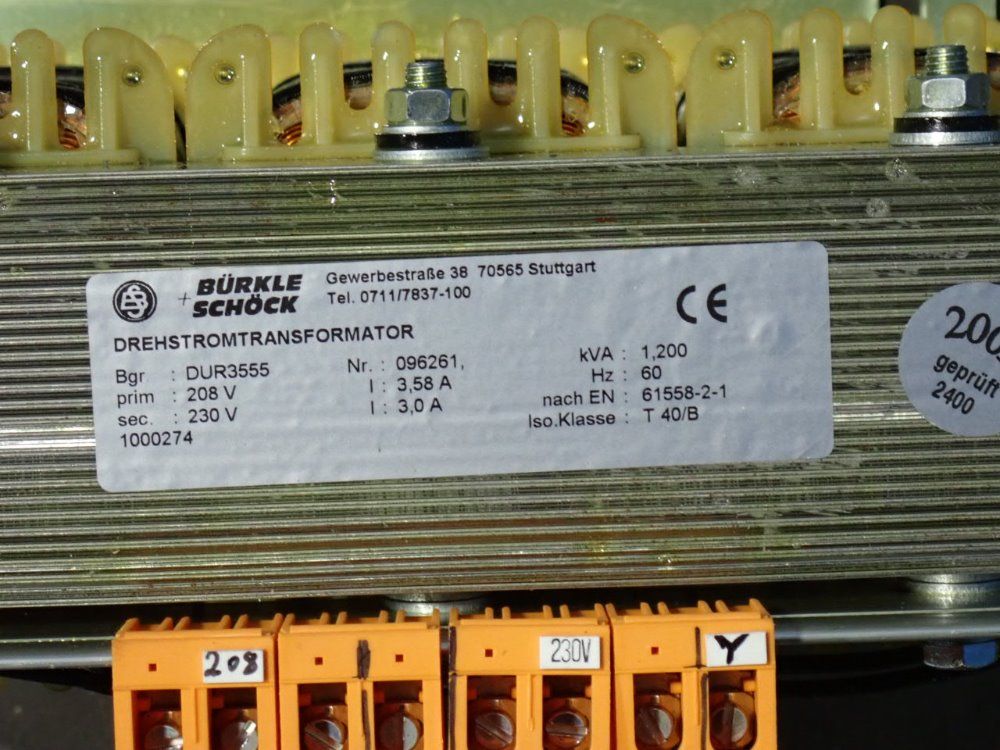 BÜRKLE
+ SCHÖCK
Gewerbestraße 38 70565 Stuttgart
Tel. 0711/7837-100
CE
DREHSTROMTRANSFORMATOR
Bgr : DUR3555 Nr. : 096261, kVA : 1,200
prim : 208 V I : 3,58 A Hz : 60
sec. : 230 V I : 3,0 A nach EN : 61558-2-1
1000274 Iso.Klasse : T 40/B
geprüft
2400
208
230V
Y